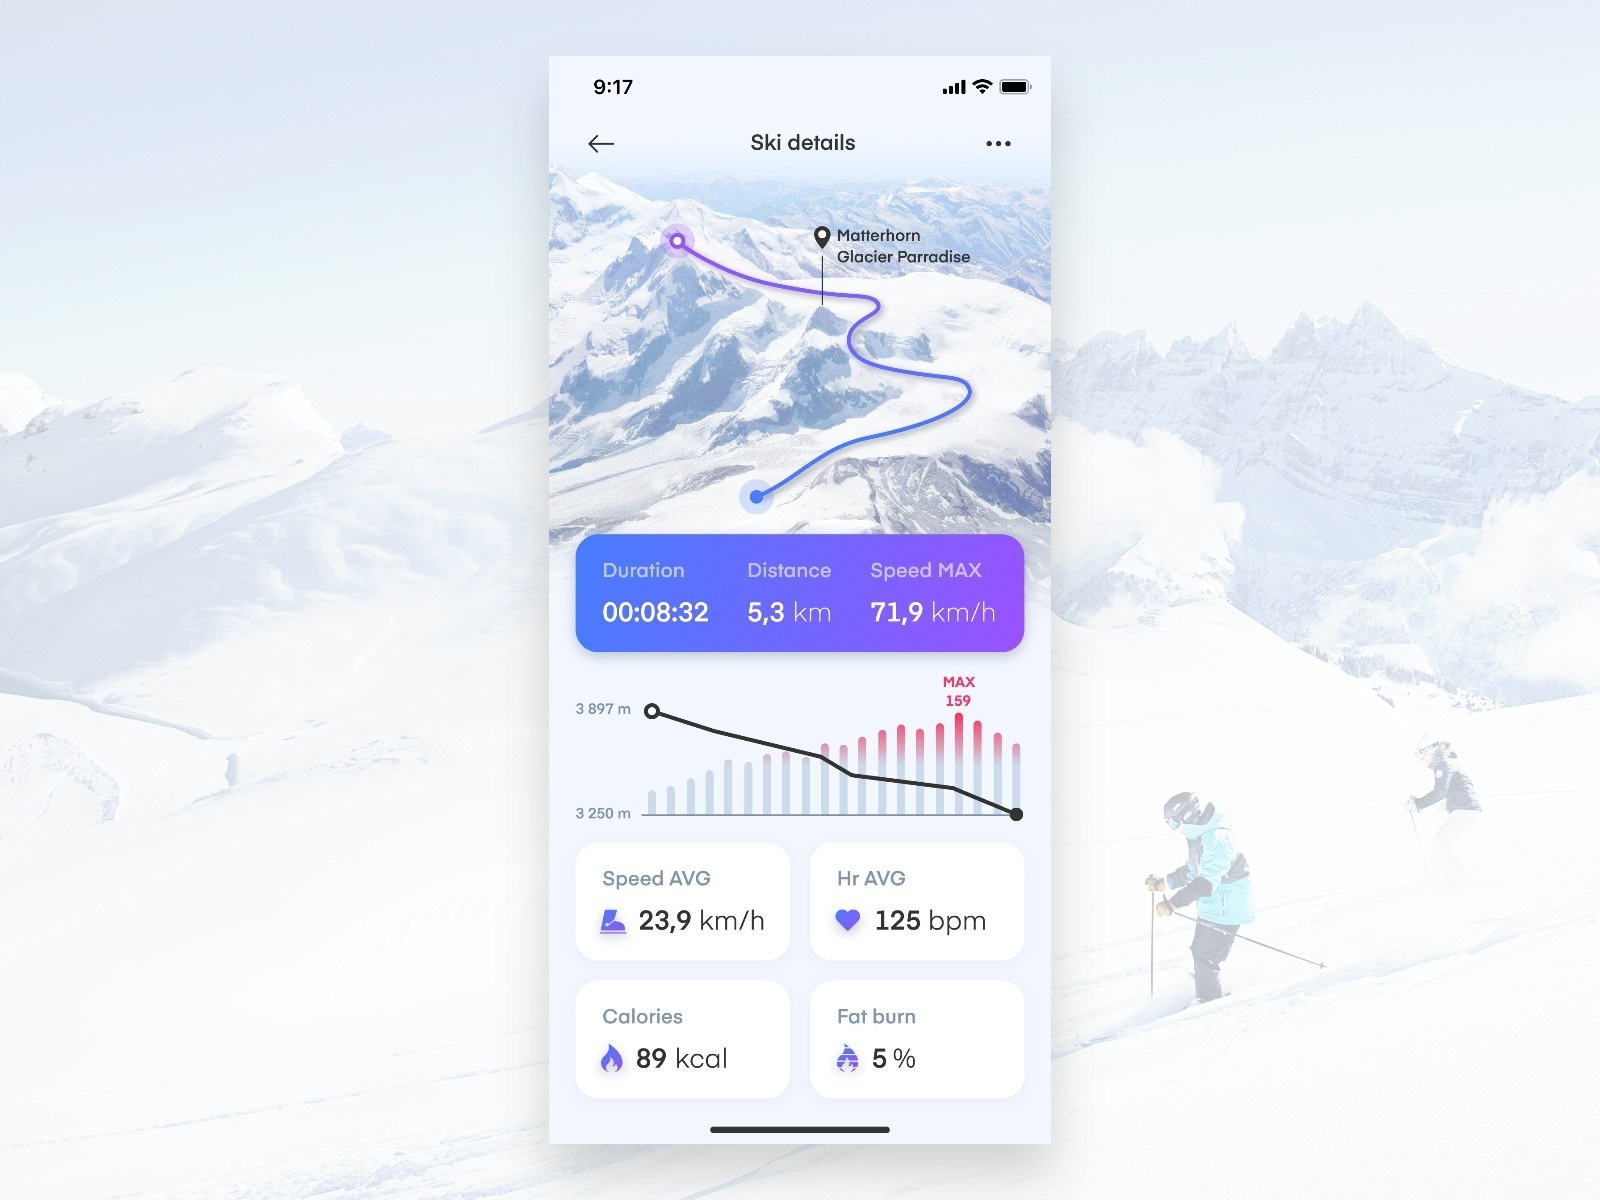 9:17
Ski details
Matterhorn
Glacier Parradise
Duration
Distance
Speed MAX
00:08:32
5,3 km
71,9 km/h
MAX
159
3 897 m
3 250 m
Speed AVG
Hr AVG
23,9 km/h
125 bpm
Calories
Fat burn
89 kcal
5 %